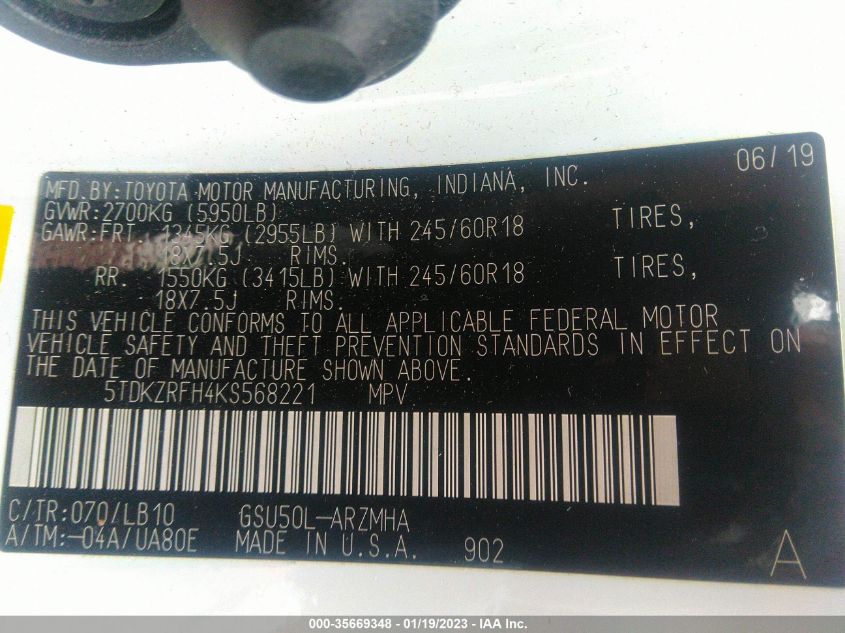 06/19
MFD.BY:TOYOTA MOTOR MANUFACTURING, INDIANA, INC.
GVWR:2700KG (5950LB)
GAWR:FRT. 1345KG (2955LB) WITH 245/60R18 TIRES,
18X7.5J RIMS.
RR. 1550KG (3415LB) WITH 245/60R18 TIRES,
18X7.5J RIMS.
THIS VEHICLE CONFORMS TO ALL APPLICABLE FEDERAL MOTOR
VEHICLE SAFETY AND THEFT PREVENTION STANDARDS IN EFFECT ON
THE DATE OF MANUFACTURE SHOWN ABOVE.
5TDKZRFH4KS568221 MPV
C/TR:070/LB10 GSU50L-ARZMHA
A/TM:-04A/UA80E MADE IN U.S.A. 902 A
000-35669348 - 01/19/2023 - IAA Inc.